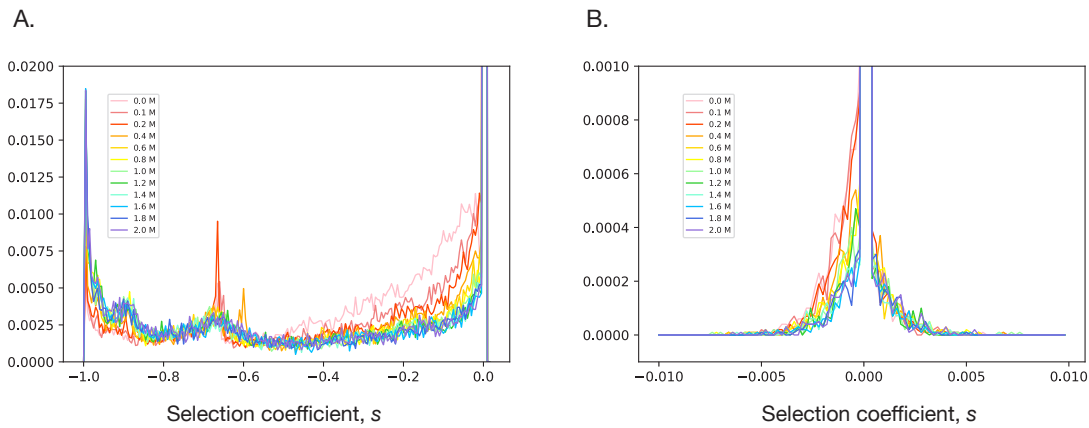 A.
0.0200
0.0175
0.0150
0.0125
0.0100
0.0075
0.0050
0.0025
0.0000
0.0 M
0.1 M
0.2 M
0.4 M
0.6 M
0.8 M
1.0 M
1.2 M
1.4 M
1.6 M
1.8 M
2.0 M
−1.0 −0.8 −0.6 −0.4 −0.2 0.0
Selection coefficient, s
B.
0.0010
0.0008
0.0006
0.0004
0.0002
0.0000
0.0 M
0.1 M
0.2 M
0.4 M
0.6 M
0.8 M
1.0 M
1.2 M
1.4 M
1.6 M
1.8 M
2.0 M
−0.010 −0.005 0.000 0.005 0.010
Selection coefficient, s